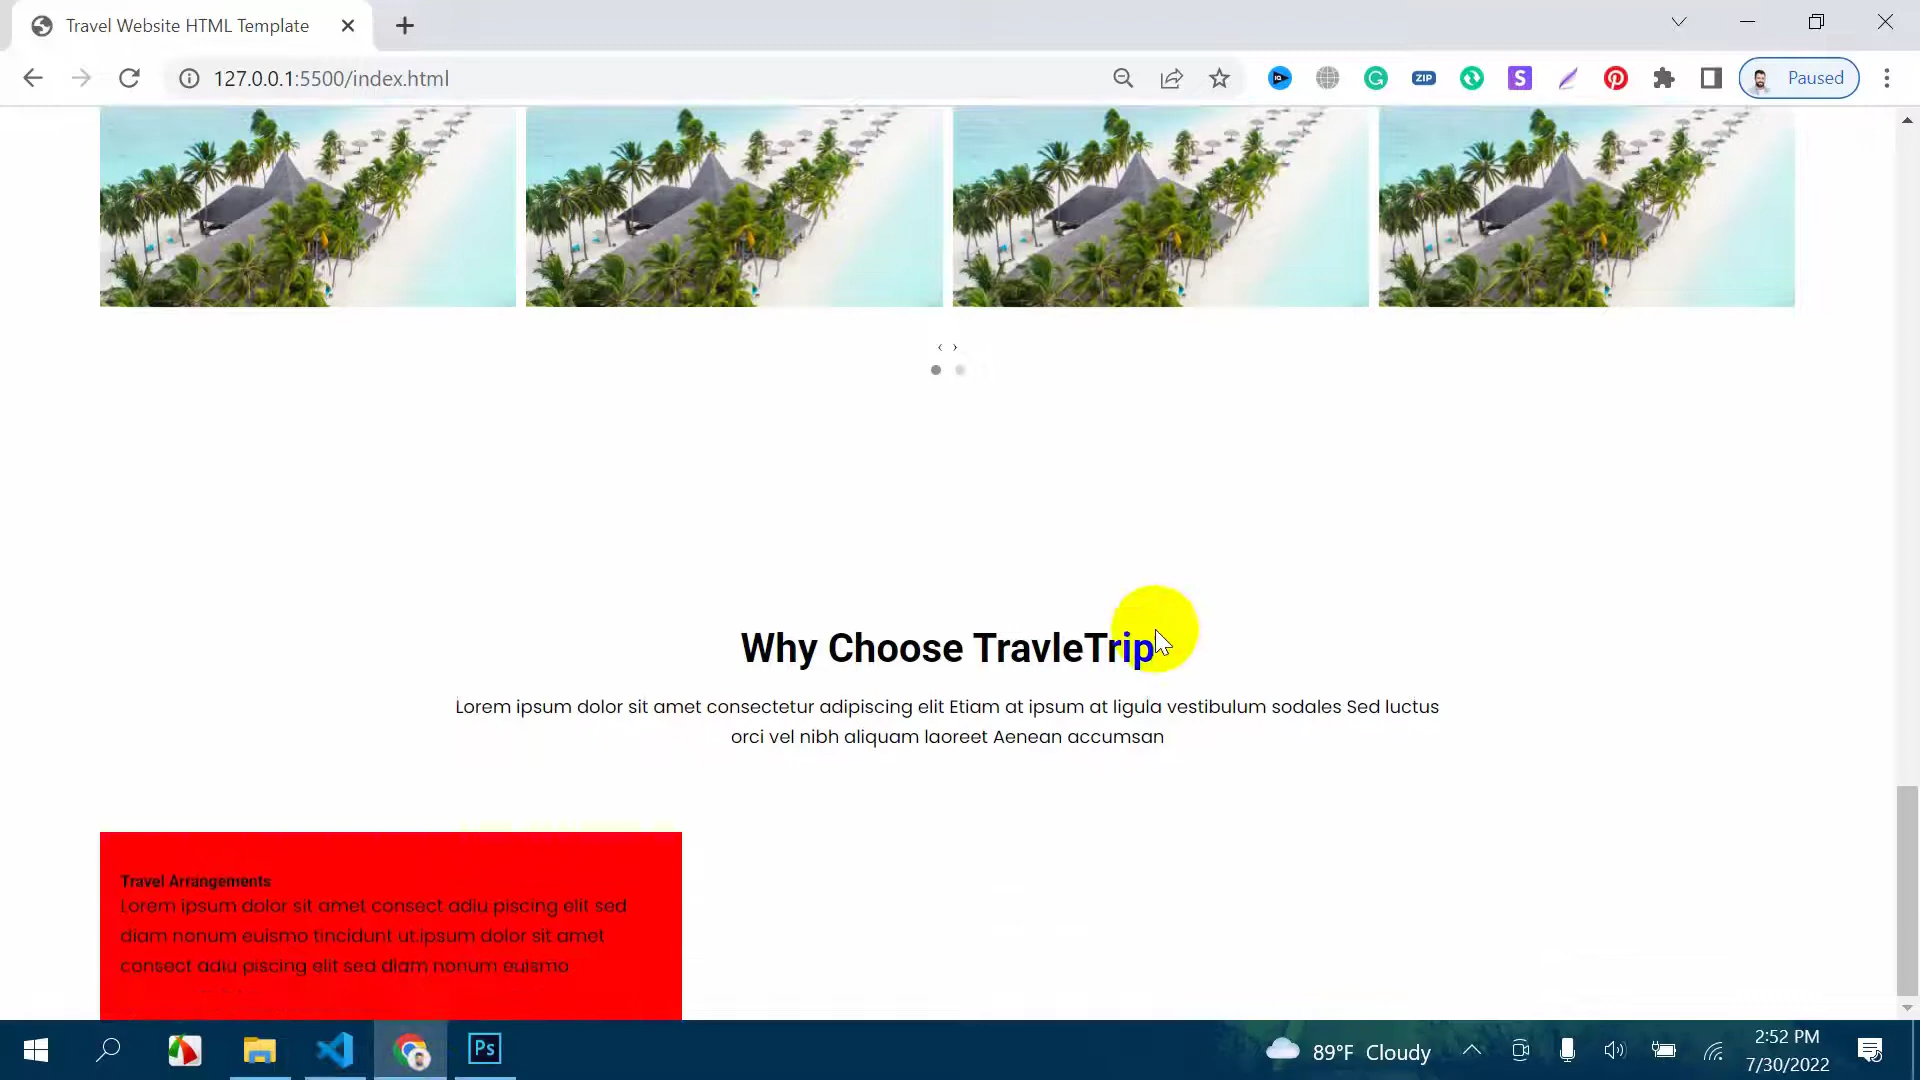 Travel Website HTML Template
127.0.0.1:5500/index.html
IQ
G
ZIP
S
Paused
‹ ›
Why Choose TravleTrip
Lorem ipsum dolor sit amet consectetur adipiscing elit Etiam at ipsum at ligula vestibulum sodales Sed luctus
orci vel nibh aliquam laoreet Aenean accumsan
Travel Arrangements
Lorem ipsum dolor sit amet consect adiu piscing elit sed
diam nonum euismo tincidunt ut.ipsum dolor sit amet
consect adiu piscing elit sed diam nonum euismo
Ps
89°F Cloudy
2:52 PM
7/30/2022